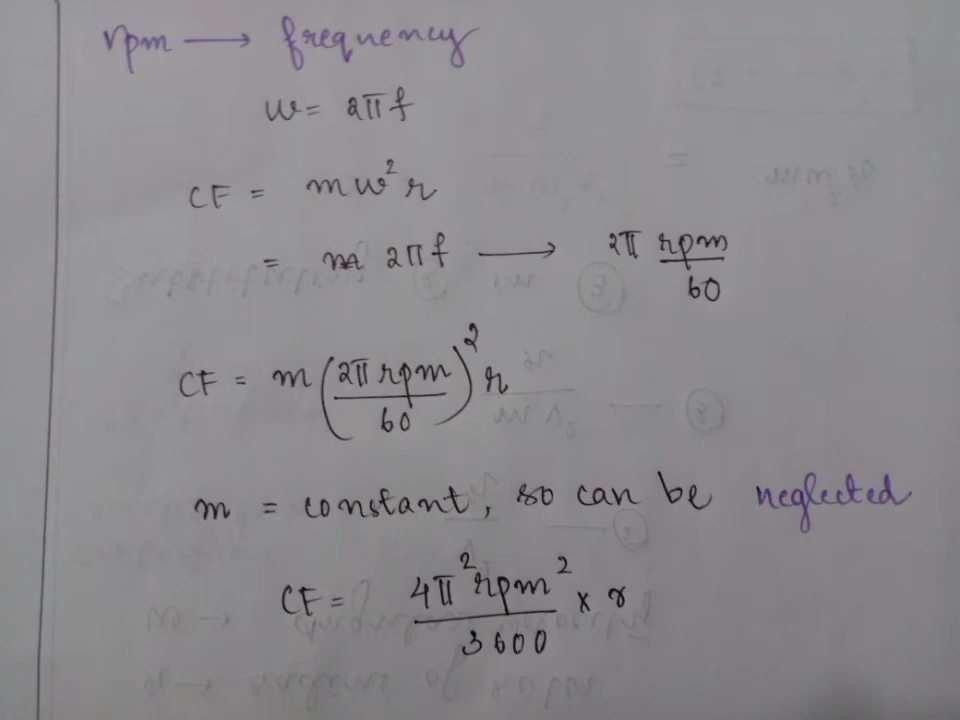 rpm → frequency
w = 2πf
CF = mw²r
= m 2πf → 2π rpm/60
CF = m (2π rpm/60)² r
m = constant, so can be neglected
CF = 4π² rpm²/3600 × r